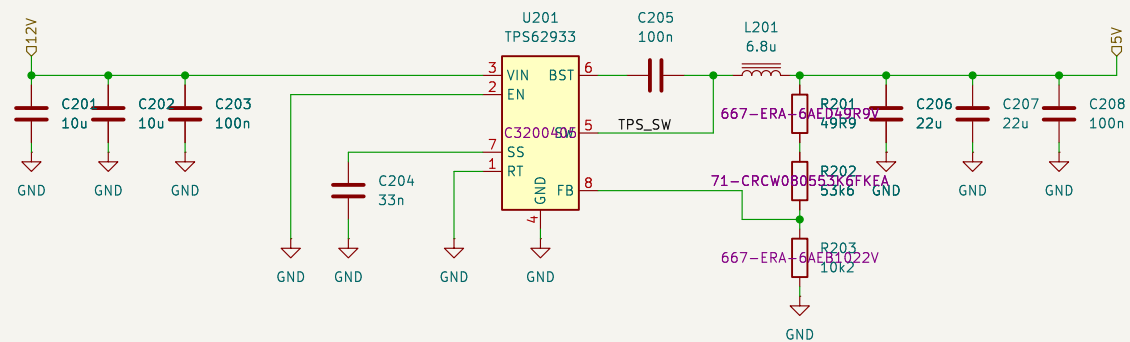 12V
U201
TPS62933
C205
100n
L201
6.8u
5V
3
VIN
BST
6
2
EN
C201
10u
C202
10u
C203
100n
5
TPS_SW
7
SS
1
RT
FB
8
GND
4
C204
33n
R201
49R9
667-ERA-6AED49R9V
R202
53k6
71-CRCW080553K6FKEA
R203
10k2
667-ERA-6AEB1022V
C206
22u
C207
22u
C208
100n
GND
GND
GND
GND
GND
GND
GND
GND
GND
GND
GND